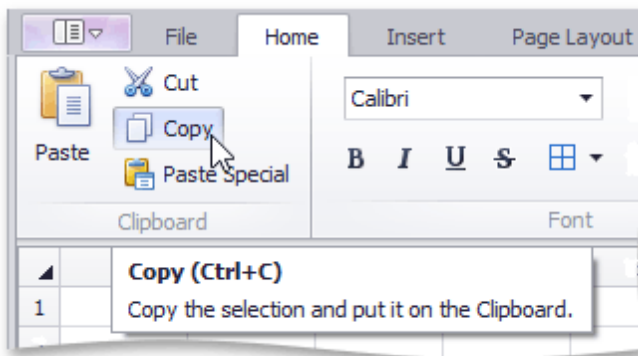 File Home Insert Page Layout
Cut
Calibri
Copy
Paste
B I U S
Paste Special
Clipboard Font
Copy (Ctrl+C)
1
Copy the selection and put it on the Clipboard.